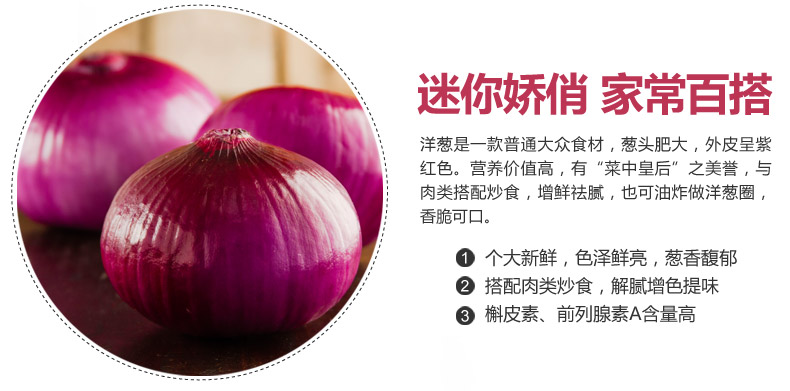 迷你娇俏 家常百搭
洋葱是一款普通大众食材，葱头肥大，外皮呈紫
红色。营养价值高，有“菜中皇后”之美誉，与
肉类搭配炒食，增鲜祛腻，也可油炸做洋葱圈，
香脆可口。
1 个大新鲜，色泽鲜亮，葱香馥郁
2 搭配肉类炒食，解腻增色提味
3 槲皮素、前列腺素A含量高